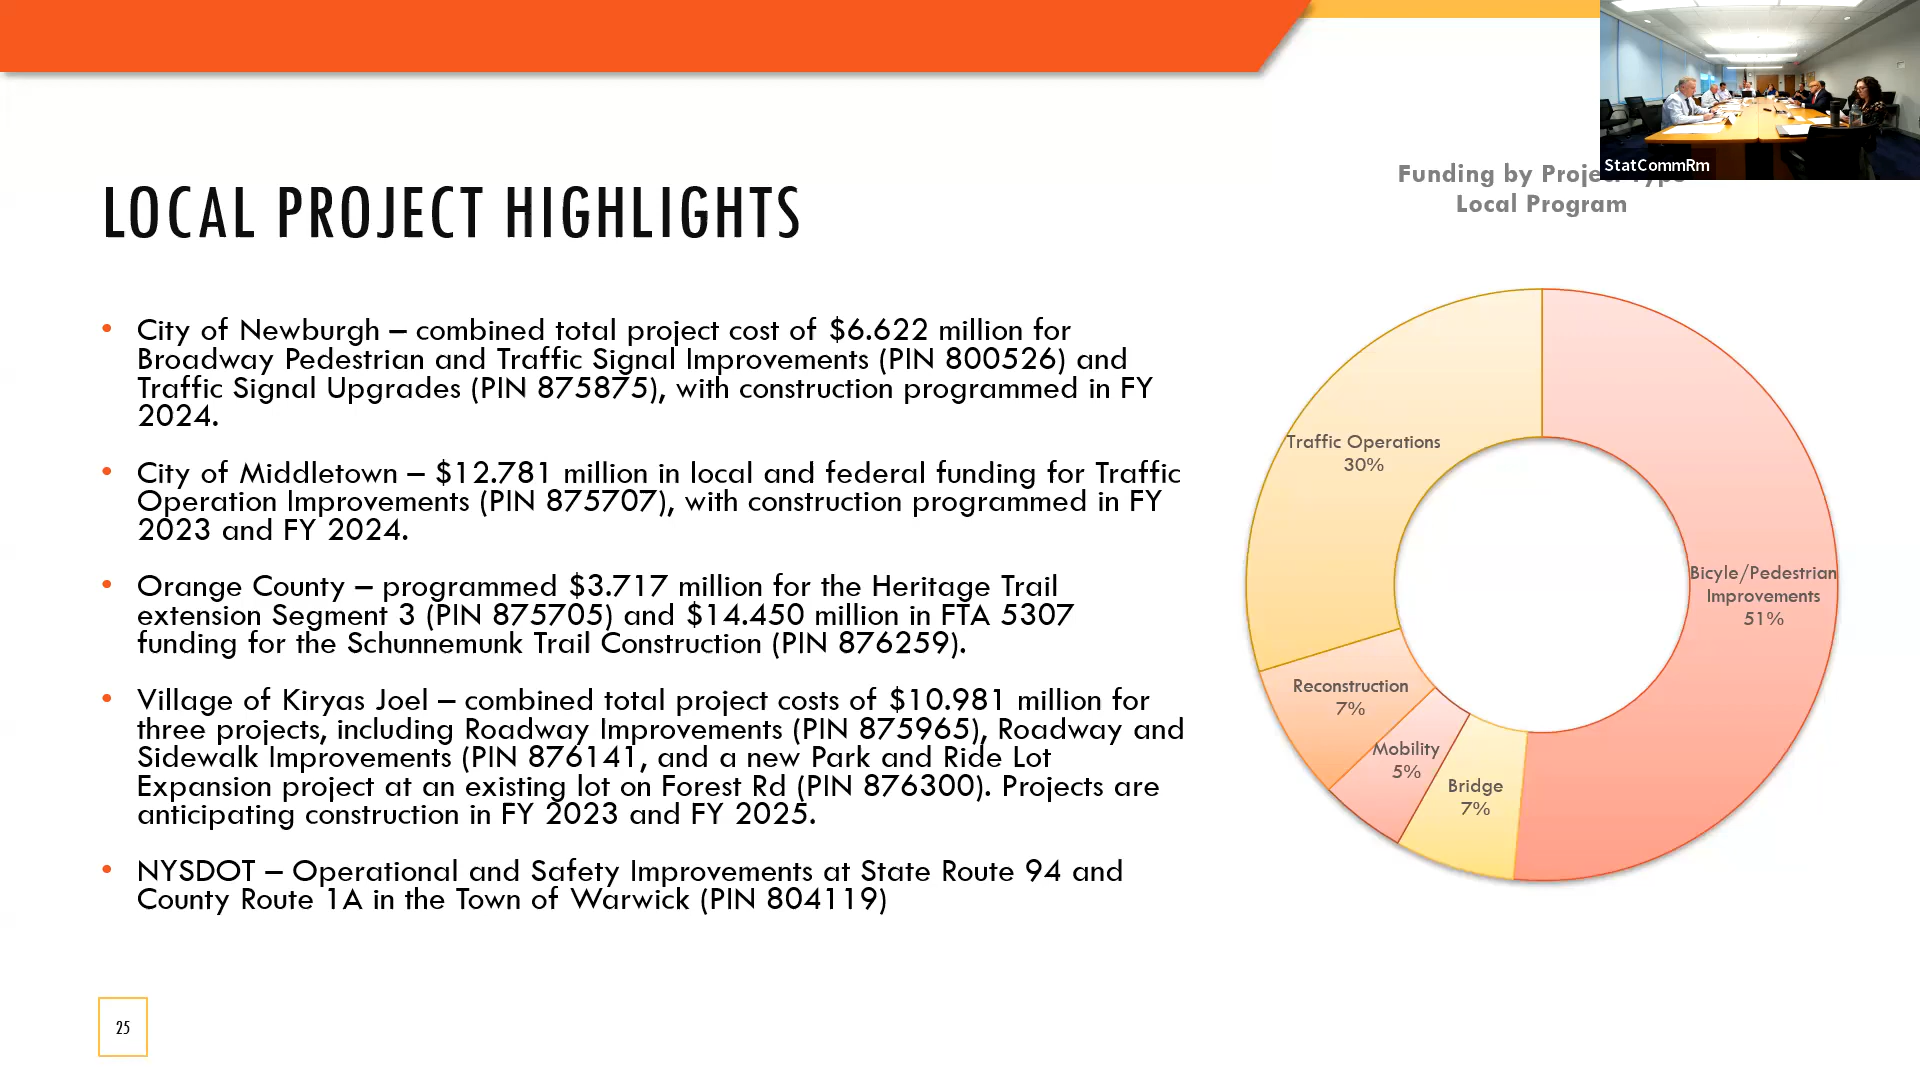 StatCommRm
LOCAL PROJECT HIGHLIGHTS
• City of Newburgh – combined total project cost of $6.622 million for
Broadway Pedestrian and Traffic Signal Improvements (PIN 800526) and
Traffic Signal Upgrades (PIN 875875), with construction programmed in FY
2024.
• City of Middletown – $12.781 million in local and federal funding for Traffic
Operation Improvements (PIN 875707), with construction programmed in FY
2023 and FY 2024.
• Orange County – programmed $3.717 million for the Heritage Trail
extension Segment 3 (PIN 875705) and $14.450 million in FTA 5307
funding for the Schunnemunk Trail Construction (PIN 876259).
• Village of Kiryas Joel – combined total project costs of $10.981 million for
three projects, including Roadway Improvements (PIN 875965), Roadway and
Sidewalk Improvements (PIN 876141, and a new Park and Ride Lot
Expansion project at an existing lot on Forest Rd (PIN 876300). Projects are
anticipating construction in FY 2023 and FY 2025.
• NYSDOT – Operational and Safety Improvements at State Route 94 and
County Route 1A in the Town of Warwick (PIN 804119)
Funding by
Local Program
Traffic Operations
30%
Bicyle/Pedestrian
Improvements
51%
Reconstruction
7%
Mobility
5%
Bridge
7%
25